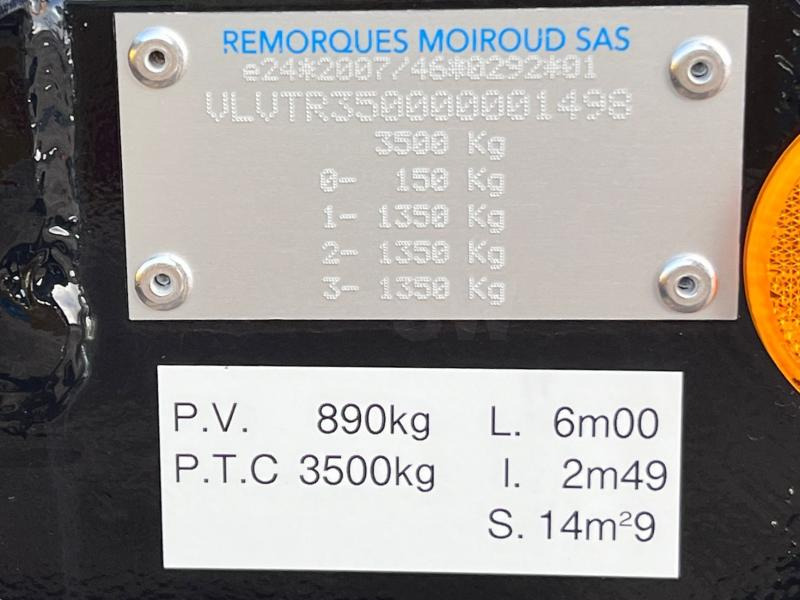 REMORQUES MOIROUD SAS
e24*2007/46*0292*01
VLVTR350000001498
3500 Kg
0- 150 Kg
1- 1350 Kg
2- 1350 Kg
3- 1350 Kg
P.V. 890kg L. 6m00
P.T.C 3500kg l. 2m49
S. 14m²9